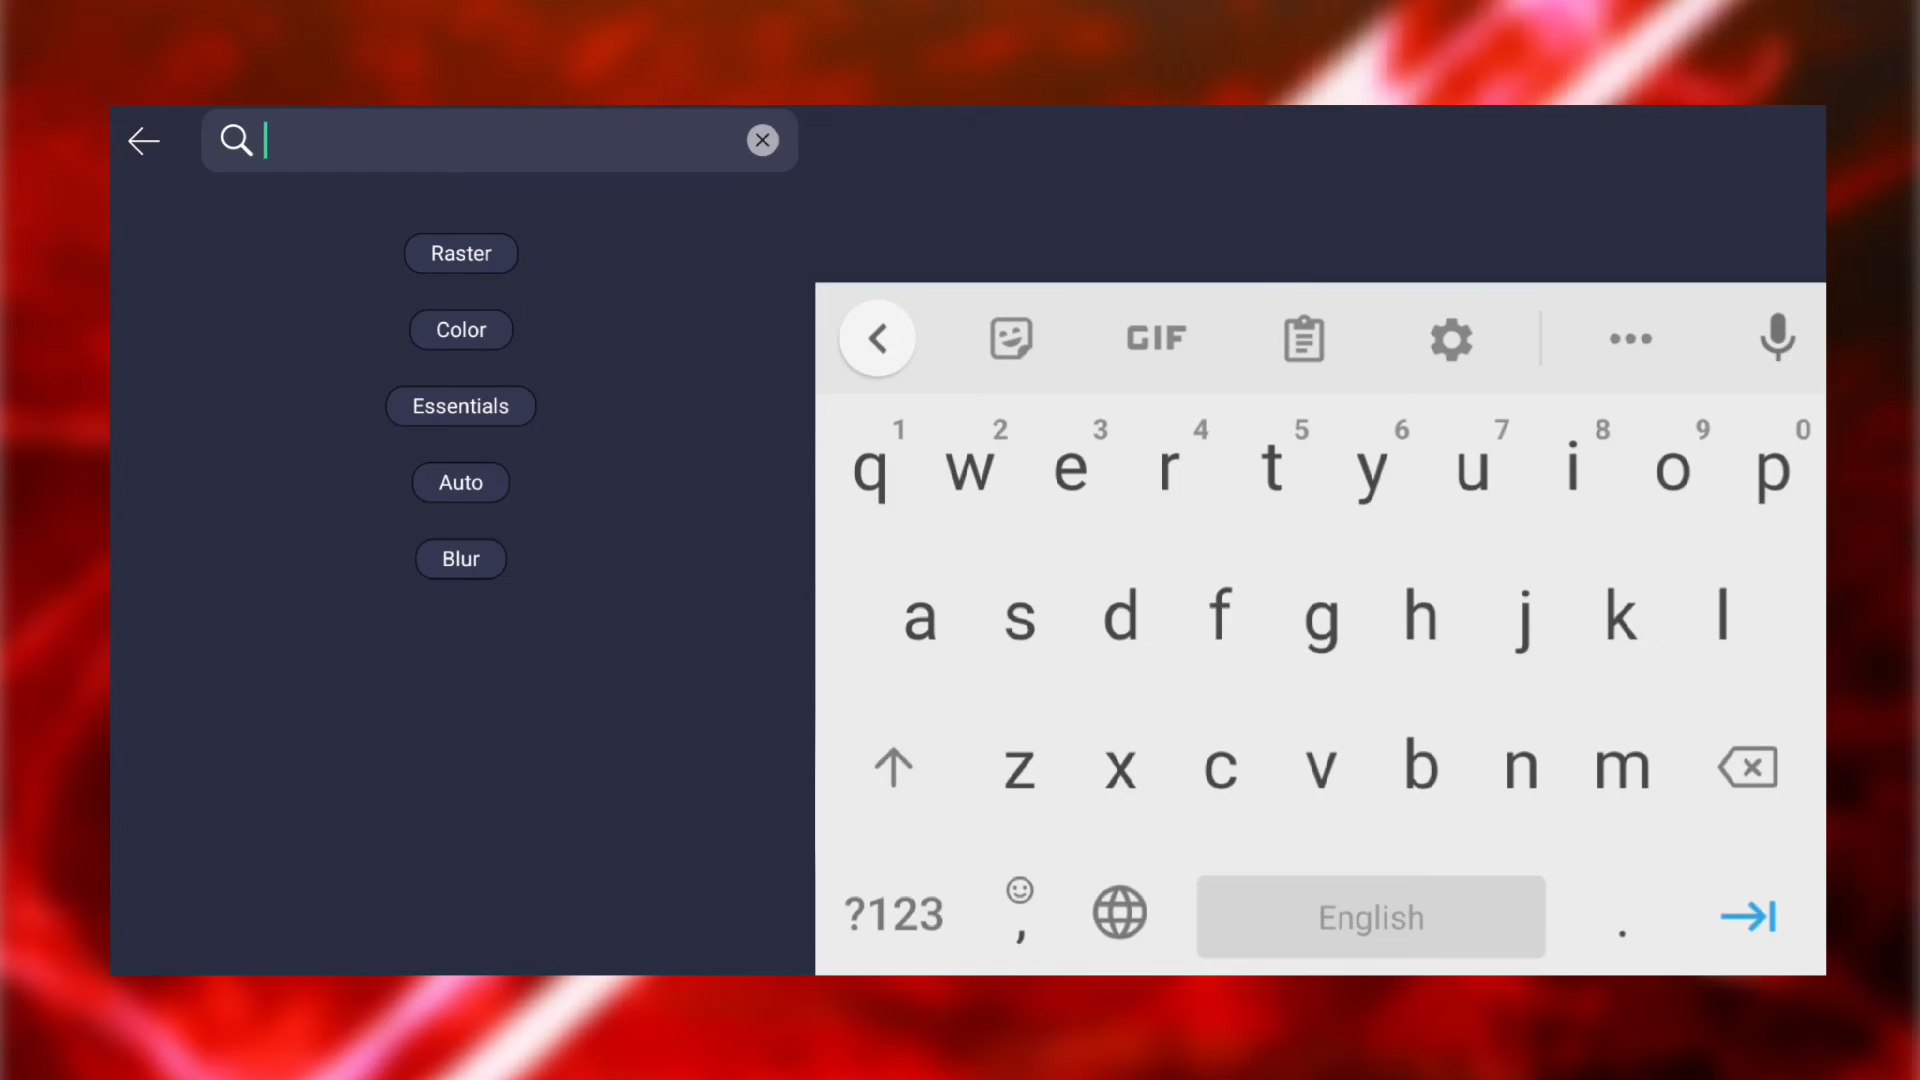 Raster
Color
Essentials
Auto
Blur
GIF
1 2 3 4 5 6 7 8 9 0
q w e r t y u i o p
a s d f g h j k l
z x c v b n m
?123 , English .